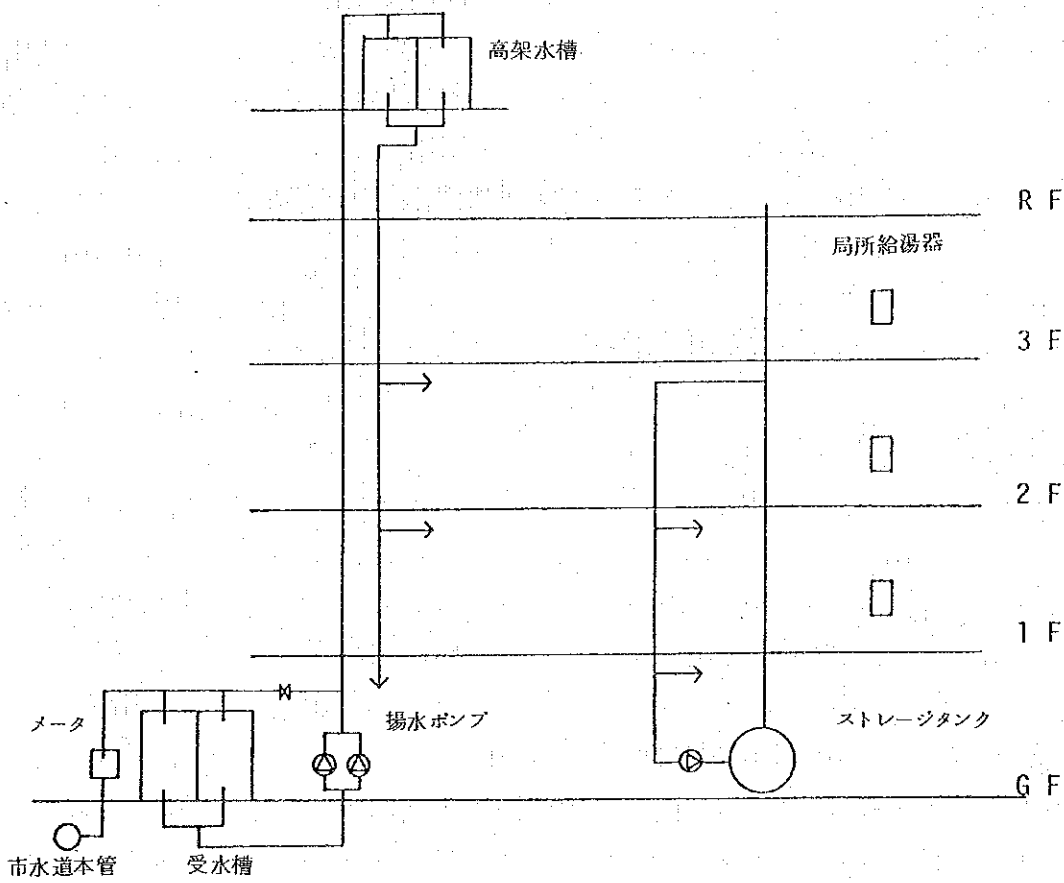 高架水槽
R F
局所給湯器
3 F
2 F
1 F
メータ
揚水ポンプ
ストレージタンク
G F
市水道本管
受水槽